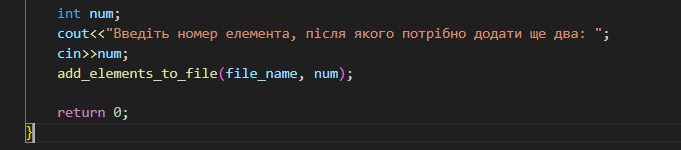 int num;
cout<<"Введіть номер елемента, після якого потрібно додати ще два: ";
cin>>num;
add_elements_to_file(file_name, num);
return 0;
}